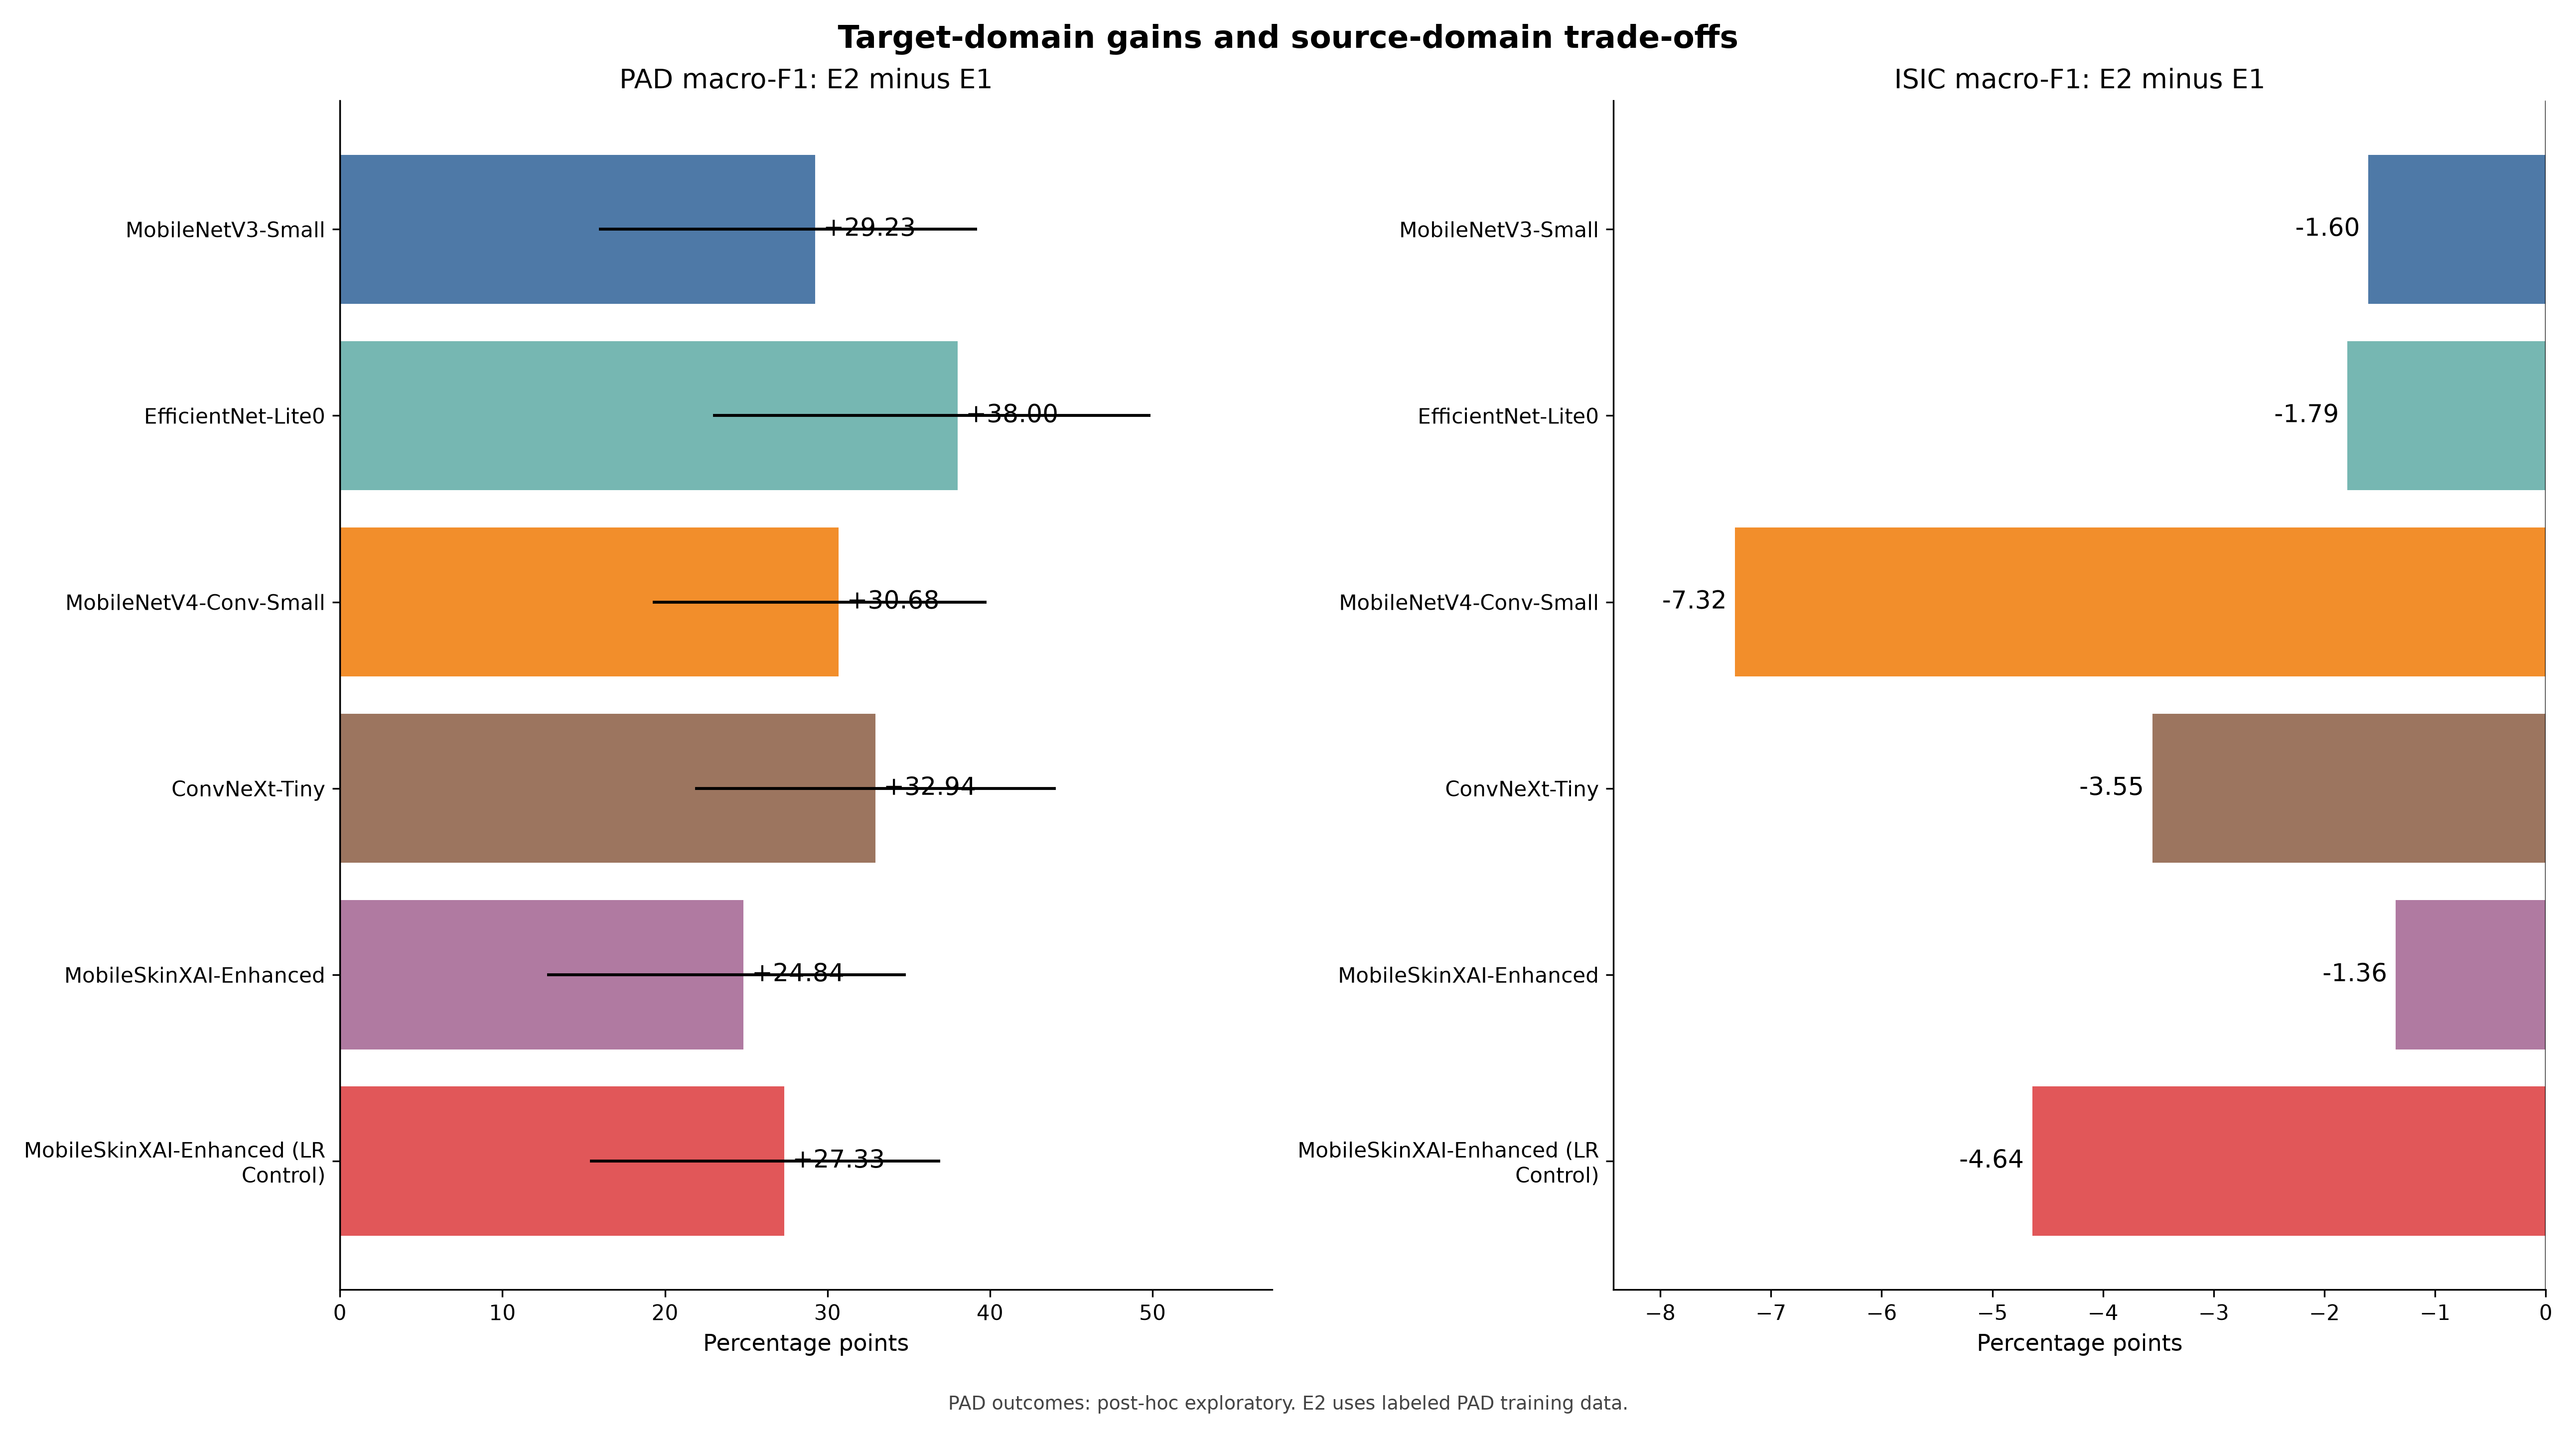 Target-domain gains and source-domain trade-offs
PAD macro-F1: E2 minus E1
MobileNetV3-Small
+29.23
EfficientNet-Lite0
+38.00
MobileNetV4-Conv-Small
+30.68
ConvNeXt-Tiny
+32.94
MobileSkinXAI-Enhanced
+24.84
MobileSkinXAI-Enhanced (LR
Control)
+27.33
0 10 20 30 40 50
Percentage points
ISIC macro-F1: E2 minus E1
MobileNetV3-Small
-1.60
EfficientNet-Lite0
-1.79
MobileNetV4-Conv-Small
-7.32
ConvNeXt-Tiny
-3.55
MobileSkinXAI-Enhanced
-1.36
MobileSkinXAI-Enhanced (LR
Control)
-4.64
−8 −7 −6 −5 −4 −3 −2 −1 0
Percentage points
PAD outcomes: post-hoc exploratory. E2 uses labeled PAD training data.